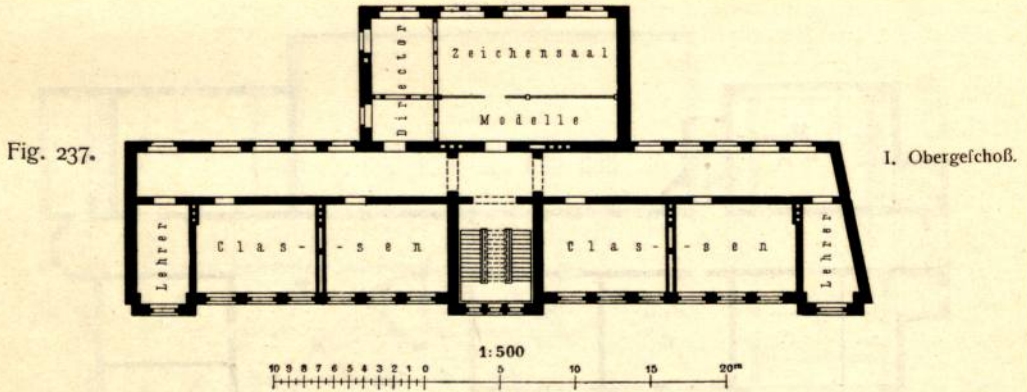 Zeichensaal
Director
Modelle
Fig. 237.
I. Obergeſchoß.
Lehrer
Claſ- -sen
Claſ- -sen
Lehrer
1:500
10 9 8 7 6 5 4 3 2 1 0 5 10 15 20m